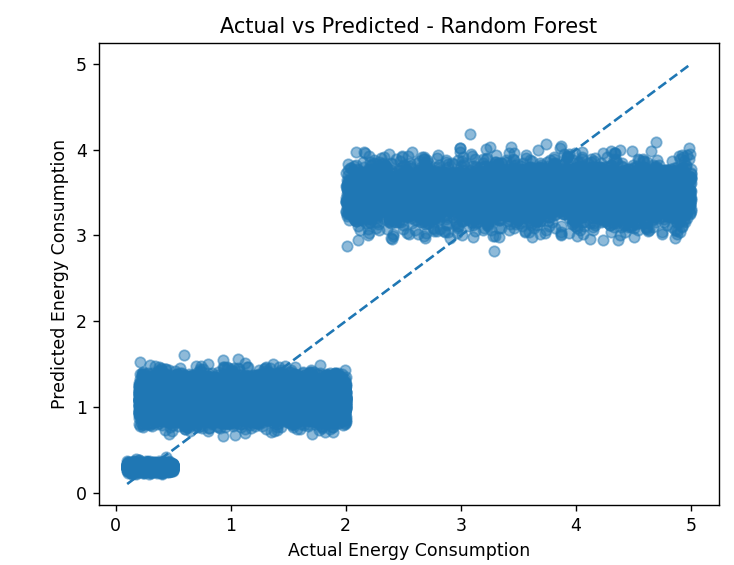 Actual vs Predicted - Random Forest
Predicted Energy Consumption
5
4
3
2
1
0
0 1 2 3 4 5
Actual Energy Consumption